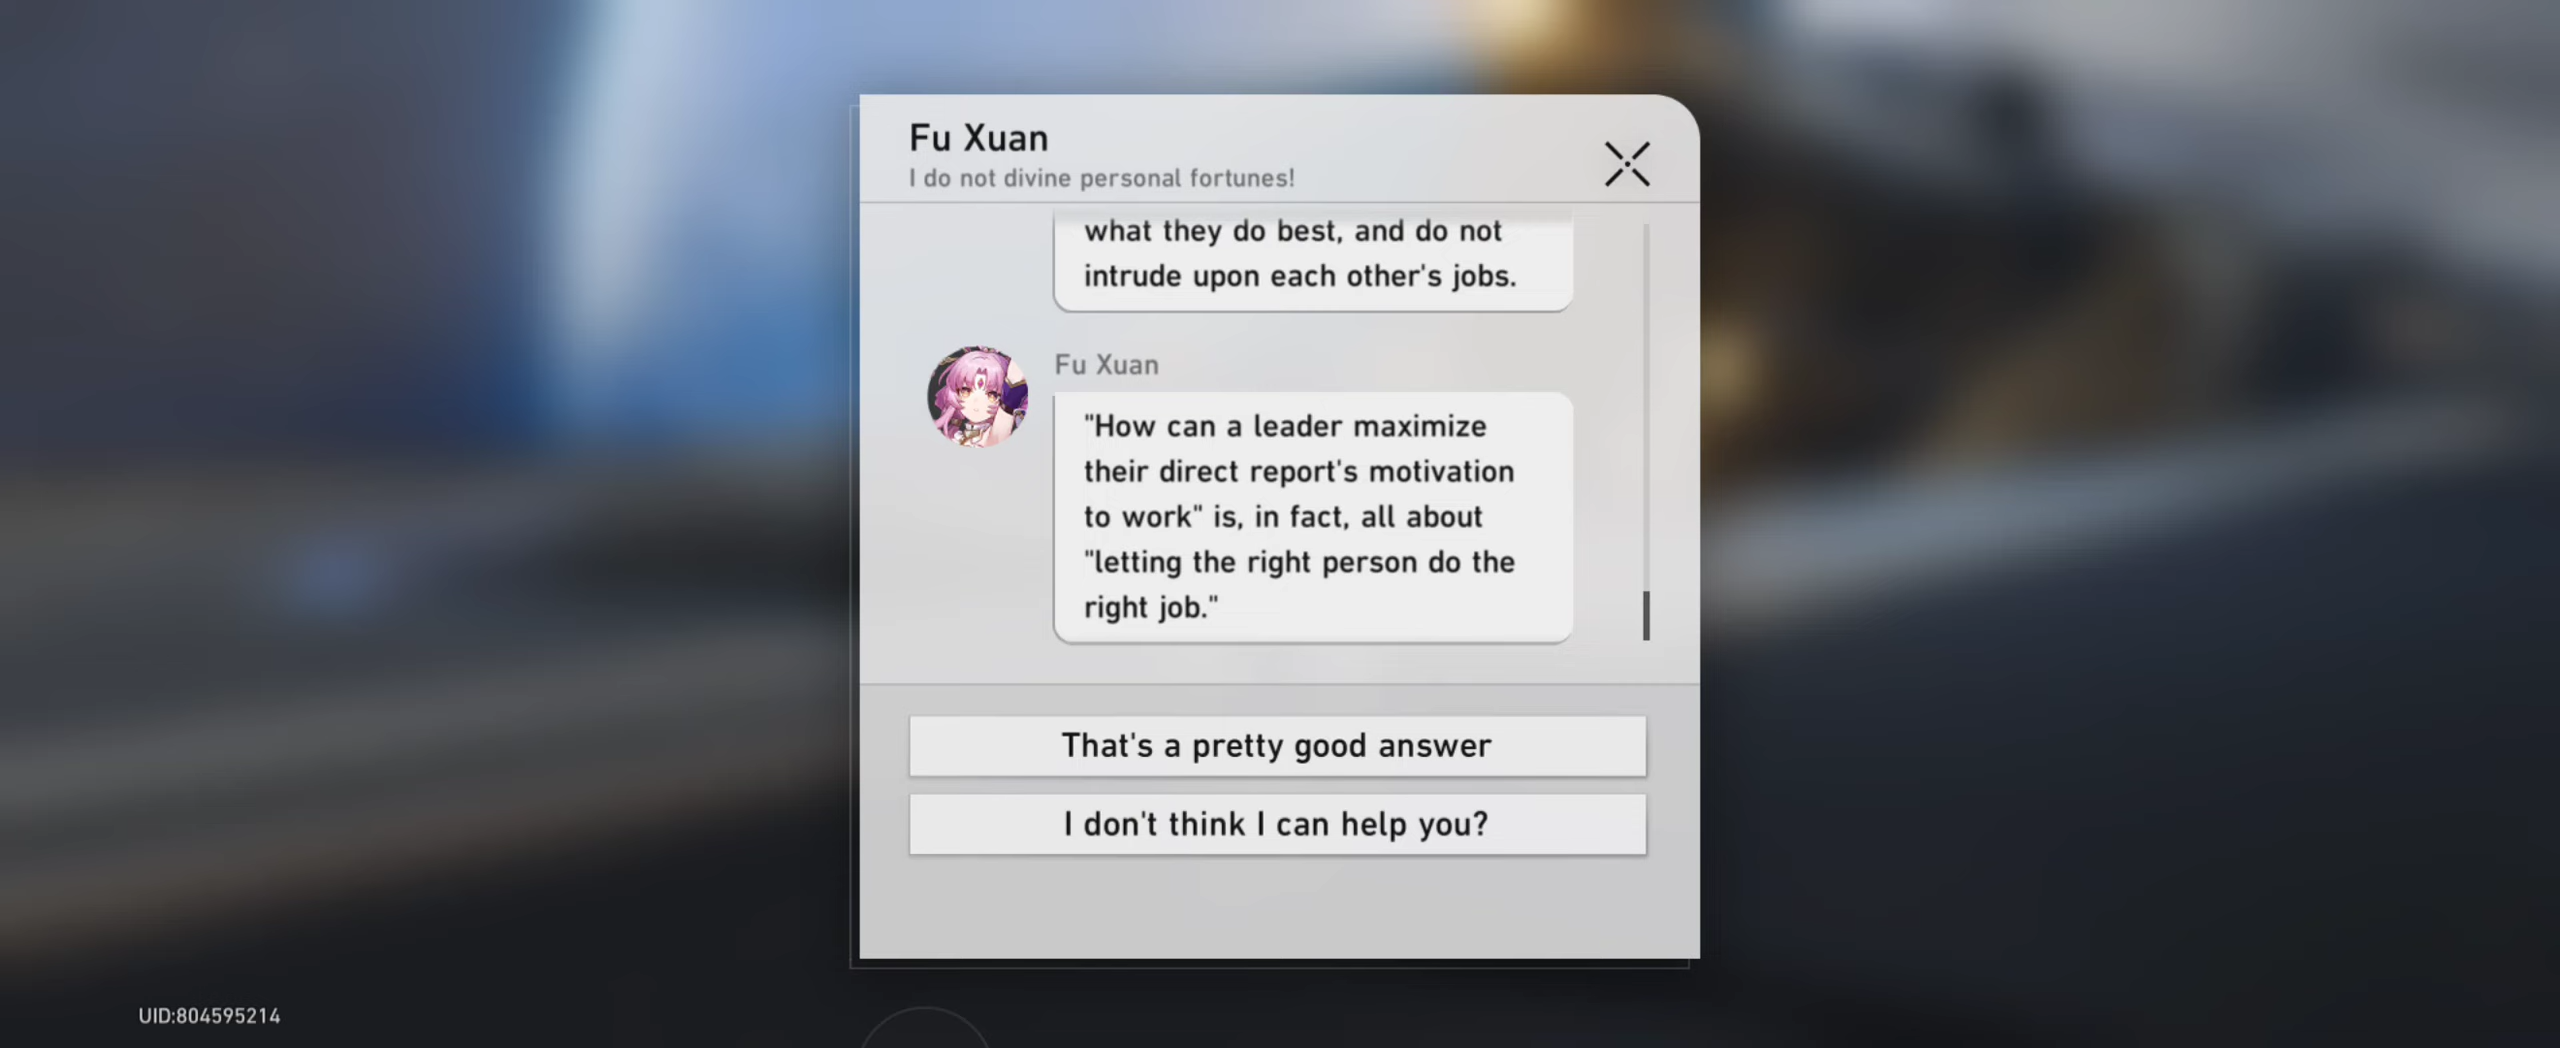 Fu Xuan
I do not divine personal fortunes!
what they do best, and do not
intrude upon each other's jobs.
Fu Xuan
"How can a leader maximize
their direct report's motivation
to work" is, in fact, all about
"letting the right person do the
right job."
That's a pretty good answer
I don't think I can help you?
UID:804595214